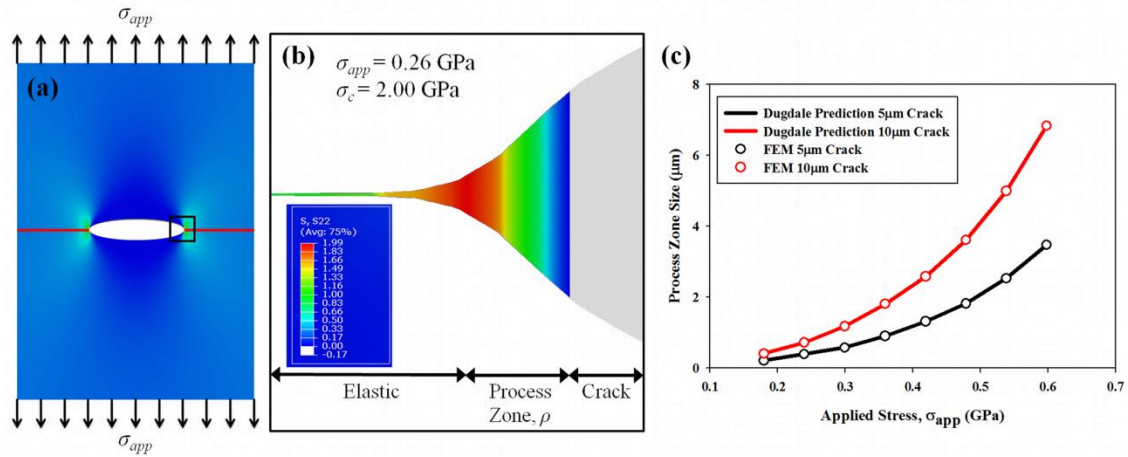 σapp
(a)
σapp
(b)
σapp = 0.26 GPa
σc = 2.00 GPa
S, S22
(Avg: 75%)
1.99
1.83
1.66
1.49
1.33
1.16
1.00
0.83
0.66
0.50
0.33
0.17
0.00
-0.17
Elastic
Process
Zone, ρ
Crack
(c)
Dugdale Prediction 5μm Crack
Dugdale Prediction 10μm Crack
FEM 5μm Crack
FEM 10μm Crack
Process Zone Size (μm)
8
6
4
2
0
0.1 0.2 0.3 0.4 0.5 0.6 0.7
Applied Stress, σapp (GPa)